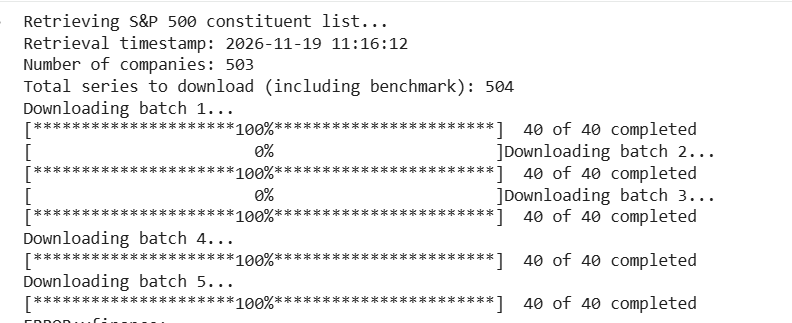 Retrieving S&P 500 constituent list...
Retrieval timestamp: 2026-11-19 11:16:12
Number of companies: 503
Total series to download (including benchmark): 504
Downloading batch 1...
[*********************100%***********************]  40 of 40 completed
[                       0%                       ]Downloading batch 2...
[*********************100%***********************]  40 of 40 completed
[                       0%                       ]Downloading batch 3...
[*********************100%***********************]  40 of 40 completed
Downloading batch 4...
[*********************100%***********************]  40 of 40 completed
Downloading batch 5...
[*********************100%***********************]  40 of 40 completed